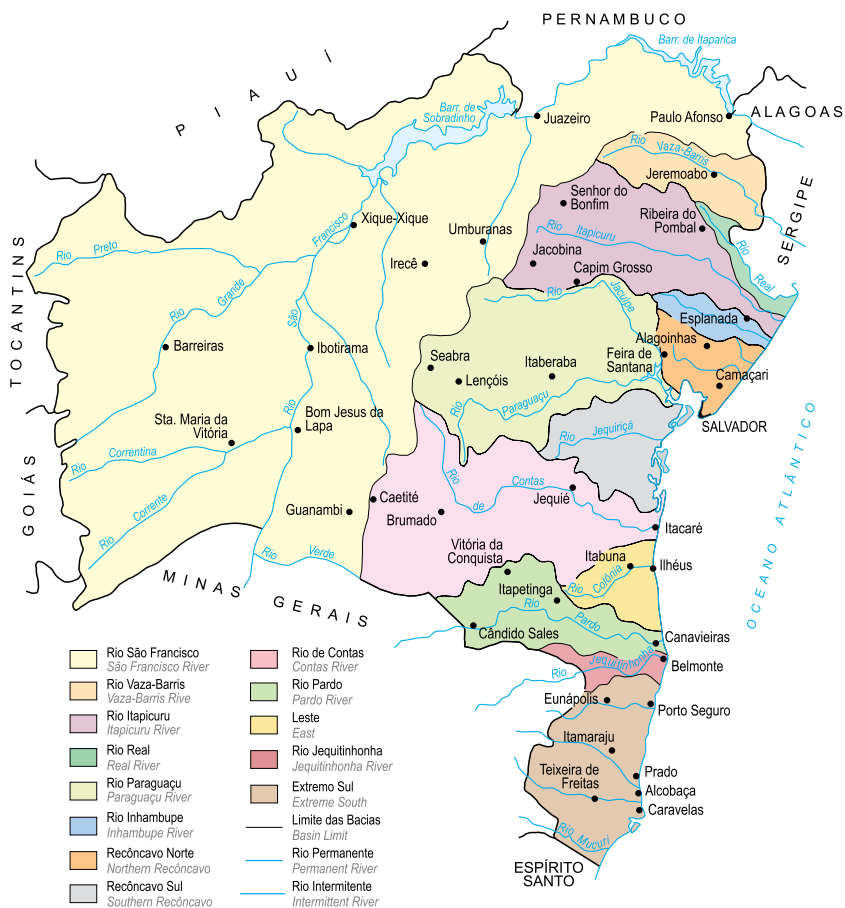 PERNAMBUCO
Barr. de Itaparica
PIAUÍ
Barr. de
Sobradinho
Juazeiro
Paulo Afonso
ALAGOAS
Rio Vaza-Barris
Jeremoabo
SERGIPE
Senhor do
Bonfim
Ribeira do
Pombal
Xique-Xique
Francisco
Umburanas
Rio Itapicuru
Rio Real
TOCANTINS
Rio Preto
Irecê
Jacobina
Capim Grosso
Rio Jacuípe
Rio Grande
São
Esplanada
Barreiras
Ibotirama
Alagoinhas
Seabra
Feira de
Santana
Itaberaba
Lençóis
Camaçari
Rio
Rio Paraguaçu
Sta. Maria da
Vitória
Bom Jesus da
Lapa
SALVADOR
Rio Jequiriçá
OCEANO ATLÂNTICO
GOIÁS
Rio Correntina
Rio Corrente
Rio de Contas
Jequié
Caetité
Guanambi
Brumado
Itacaré
Rio Verde
Vitória da
Conquista
Itabuna
Ilhéus
Rio Colônia
MINAS GERAIS
Itapetinga
Rio Pardo
Cândido Sales
Canavieiras
Rio Jequitinhonha
Belmonte
Eunápolis
Porto Seguro
Itamaraju
Teixeira de
Freitas
Prado
Alcobaça
Caravelas
Rio Mucuri
ESPÍRITO
SANTO
Rio São Francisco
São Francisco River
Rio Vaza-Barris
Vaza-Barris Rive
Rio Itapicuru
Itapicuru River
Rio Real
Real River
Rio Paraguaçu
Paraguaçu River
Rio Inhambupe
Inhambupe River
Recôncavo Norte
Northern Recôncavo
Recôncavo Sul
Southern Recôncavo
Rio de Contas
Contas River
Rio Pardo
Pardo River
Leste
East
Rio Jequitinhonha
Jequitinhonha River
Extremo Sul
Extreme South
Limite das Bacias
Basin Limit
Rio Permanente
Permanent River
Rio Intermitente
Intermittent River